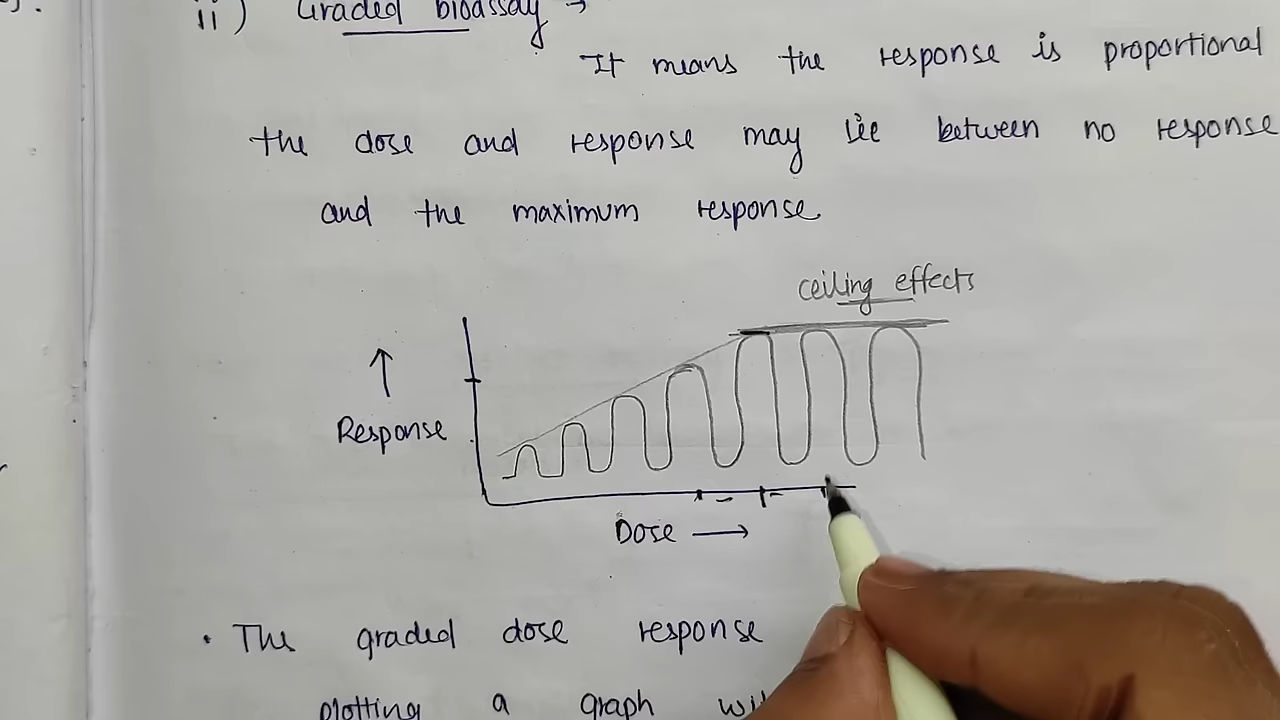 ii) Graded bioassay →
It means the response is proportional
the dose and response may lie between no response
and the maximum response
ceiling effects
Response
Dose →
• The graded dose response
plotting a graph